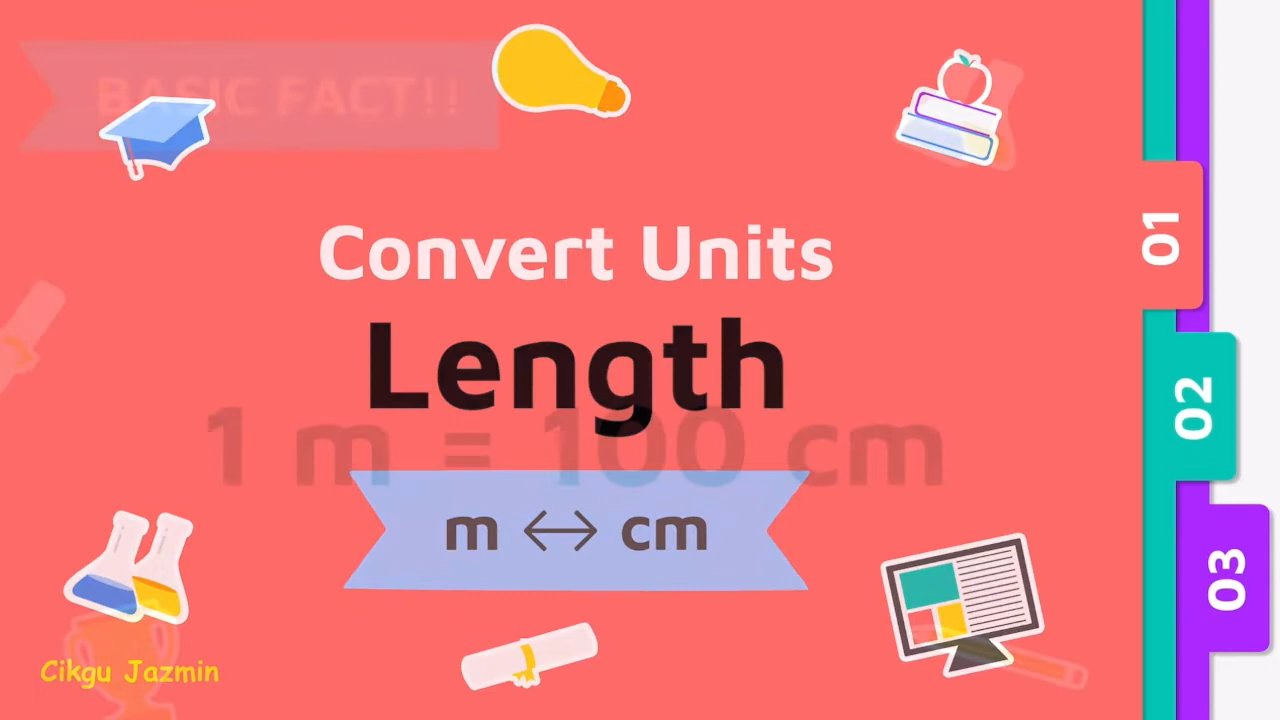 BASIC FACT!!
Convert Units
Length
1 m = 100 cm
m ↔ cm
Cikgu Jazmin
01
02
03